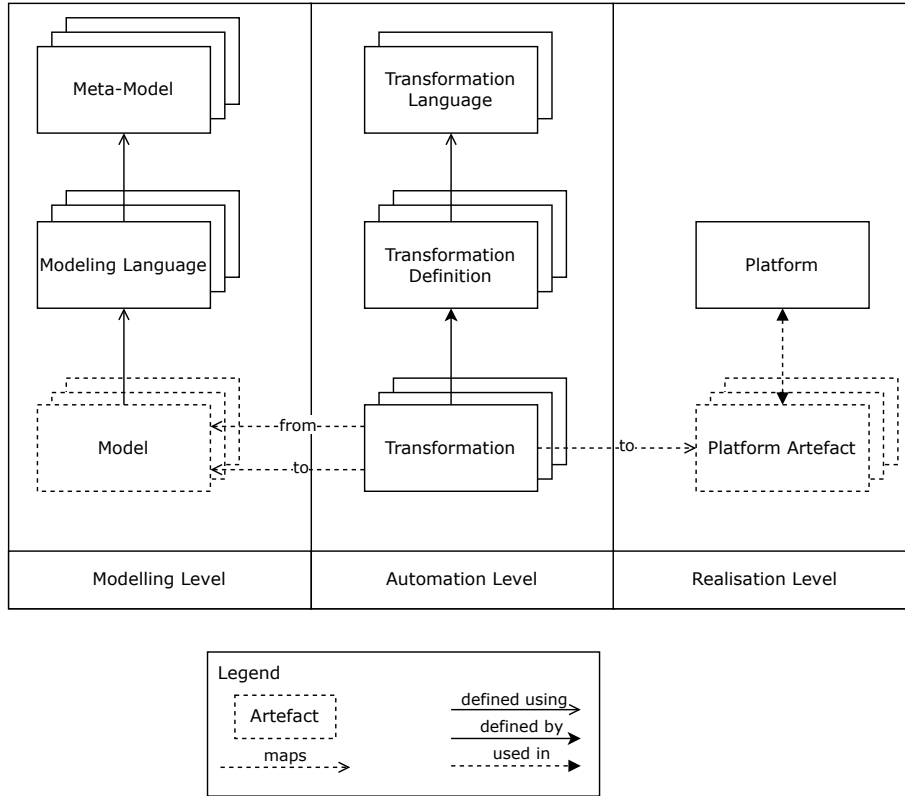 Meta-Model
Transformation
Language
Modeling Language
Transformation
Definition
Platform
Model
from
to
Transformation
to
Platform Artefact
Modelling Level
Automation Level
Realisation Level
Legend
Artefact
maps
defined using
defined by
used in